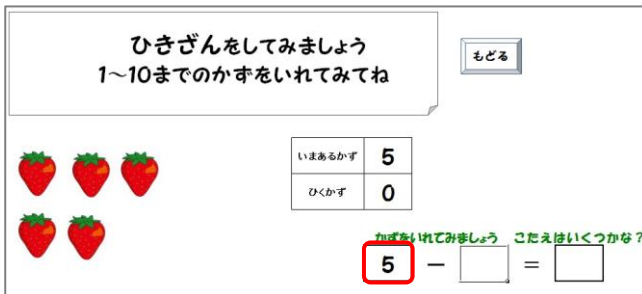 ひきざんをしてみましょう
1～10までのかずをいれてみてね
もどる
いまあるかず 5
ひくかず 0
かずをいれてみましょう こたえはいくつかな？
5 － ＝